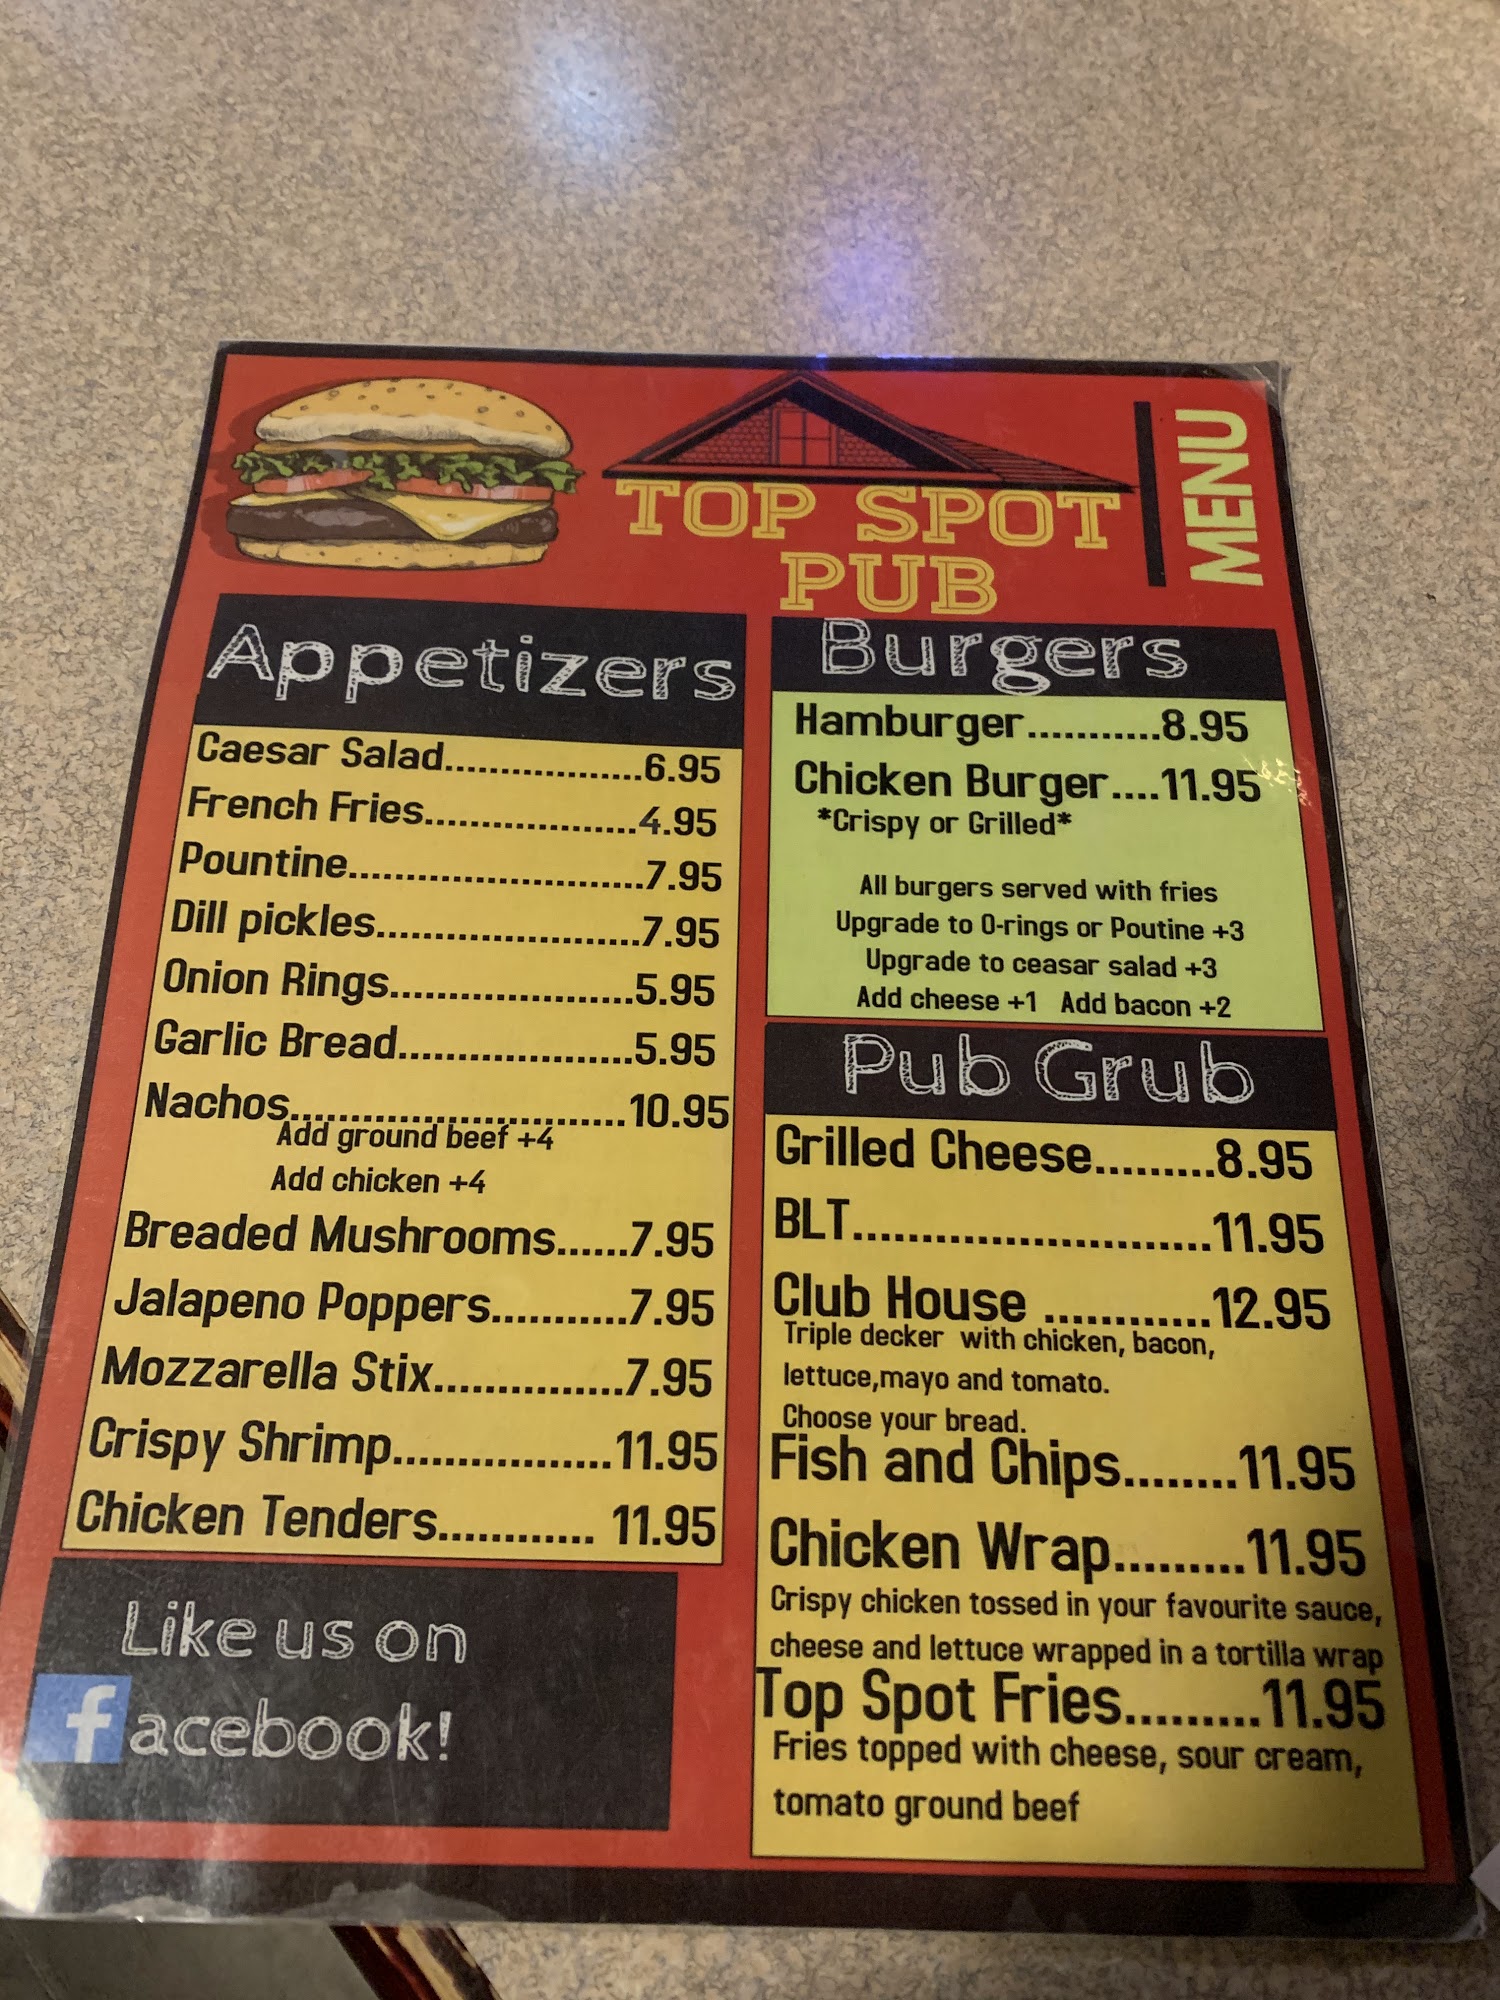 TOP SPOT
PUB
MENU
Appetizers
Caesar Salad..................6.95
French Fries...................4.95
Pountine.........................7.95
Dill pickles.......................7.95
Onion Rings.....................5.95
Garlic Bread....................5.95
Nachos............................10.95
Add ground beef +4
Add chicken +4
Breaded Mushrooms......7.95
Jalapeno Poppers...........7.95
Mozzarella Stix...............7.95
Crispy Shrimp.................11.95
Chicken Tenders............ 11.95
Like us on
facebook!
Burgers
Hamburger...........8.95
Chicken Burger....11.95
*Crispy or Grilled*
All burgers served with fries
Upgrade to O-rings or Poutine +3
Upgrade to ceasar salad +3
Add cheese +1 Add bacon +2
Pub Grub
Grilled Cheese.........8.95
BLT..........................11.95
Club House ............12.95
Triple decker with chicken, bacon,
lettuce,mayo and tomato.
Choose your bread.
Fish and Chips........11.95
Chicken Wrap.........11.95
Crispy chicken tossed in your favourite sauce,
cheese and lettuce wrapped in a tortilla wrap
Top Spot Fries.........11.95
Fries topped with cheese, sour cream,
tomato ground beef